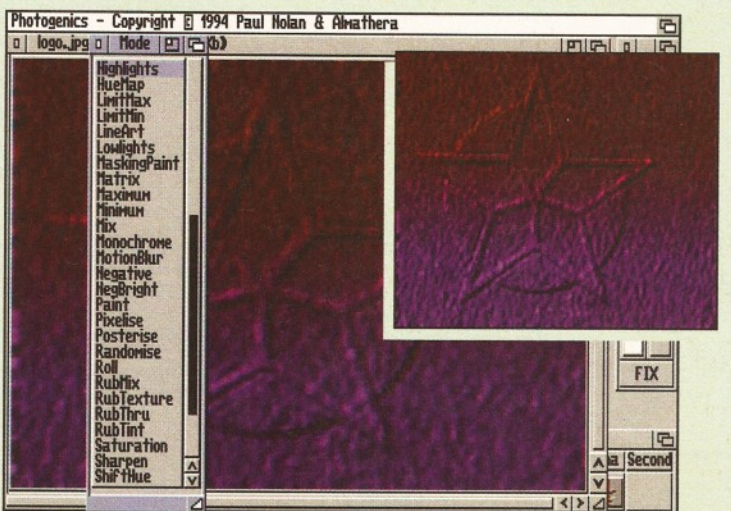 Photogenics - Copyright © 1994 Paul Nolan & Almathera
logo.jpg
Mode
Highlights
HueMap
LimitMax
LimitMin
LineArt
Lowlights
MaskingPaint
Matrix
Maximum
Minimum
Mix
Monochrome
MotionBlur
Negative
NegBright
Paint
Pixelise
Posterise
Randomise
Roll
RubMix
RubTexture
RubThru
RubTint
Saturation
Sharpen
ShiftHue
FIX
Second